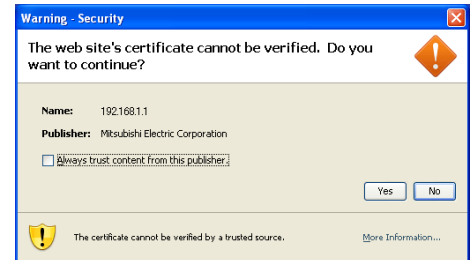 Warning - Security
The web site's certificate cannot be verified. Do you
want to continue?
Name: 192.168.1.1
Publisher: Mitsubishi Electric Corporation
Always trust content from this publisher.
Yes No
The certificate cannot be verified by a trusted source. More Information...